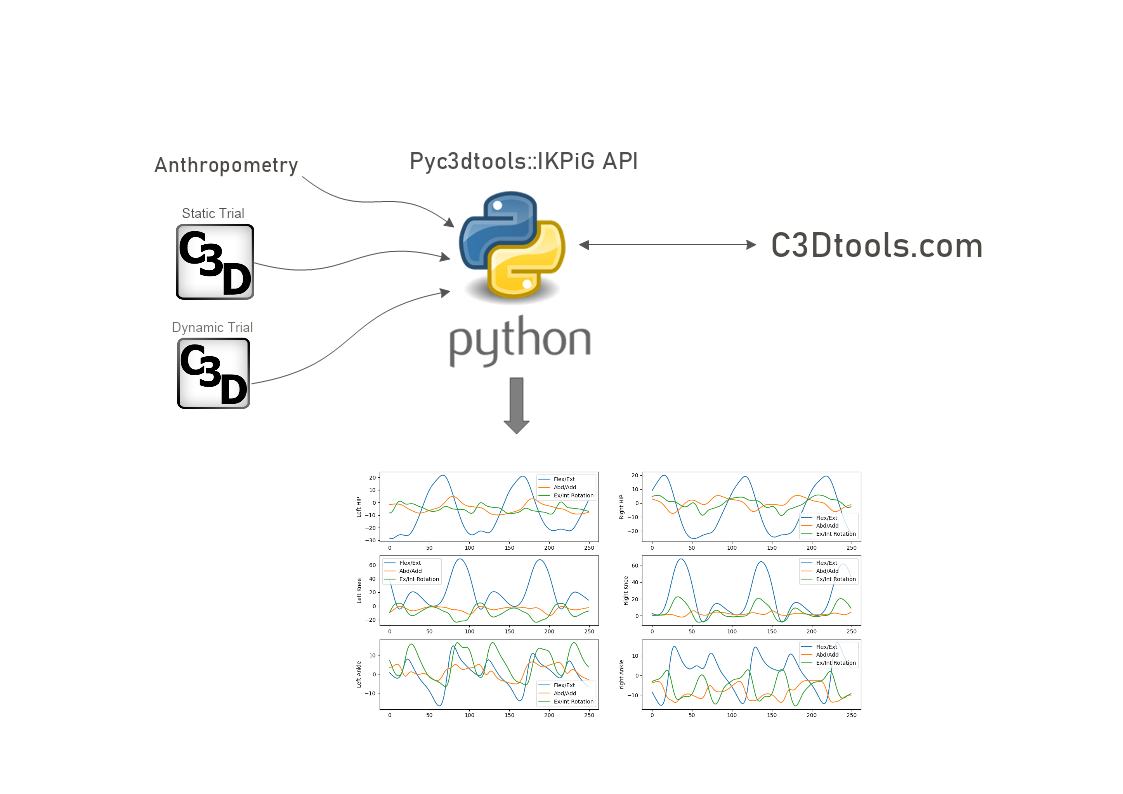 Anthropometry
Pyc3dtools::IKPiG API
Static Trial
C3D
C3Dtools.com
Dynamic Trial
C3D
python
20
10
0
−10
−20
−30
Left HIP
Flex/Ext
Abd/Add
Ex/Int Rotation
0 50 100 150 200 250
20
10
0
−10
−20
Right HIP
Flex/Ext
Abd/Add
Ex/Int Rotation
0 50 100 150 200 250
60
40
20
0
−20
Left Knee
Flex/Ext
Abd/Add
Ex/Int Rotation
0 50 100 150 200 250
60
40
20
0
Right Knee
Flex/Ext
Abd/Add
Ex/Int Rotation
0 50 100 150 200 250
10
0
−10
Left Ankle
Flex/Ext
Abd/Add
Ex/Int Rotation
0 50 100 150 200 250
10
0
−10
right Ankle
Flex/Ext
Abd/Add
Ex/Int Rotation
0 50 100 150 200 250